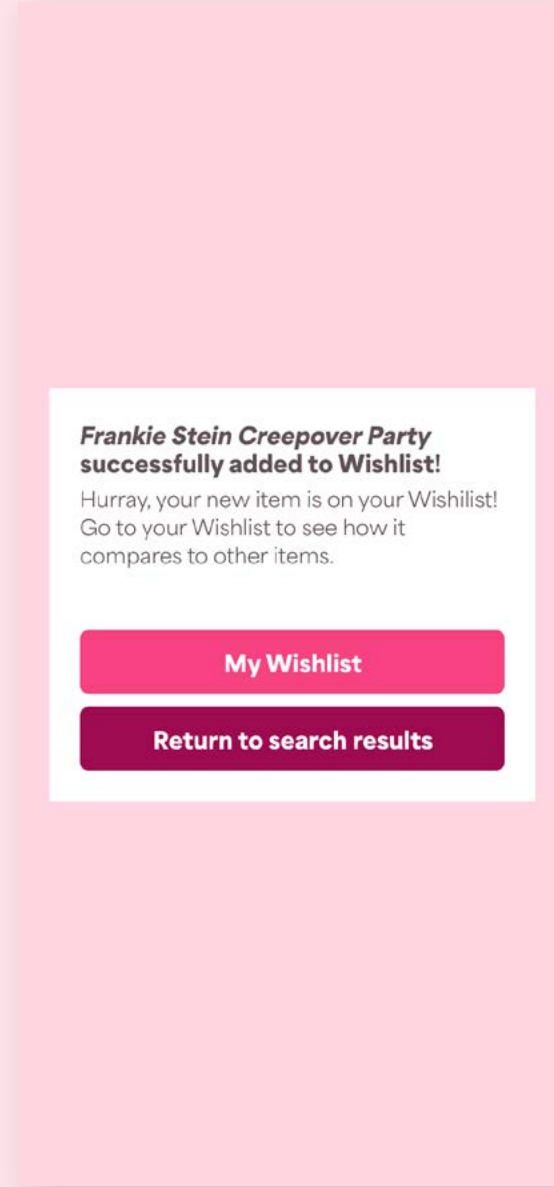 Frankie Stein Creepover Party
successfully added to Wishlist!
Hurray, your new item is on your Wishilist!
Go to your Wishlist to see how it
compares to other items.
My Wishlist
Return to search results